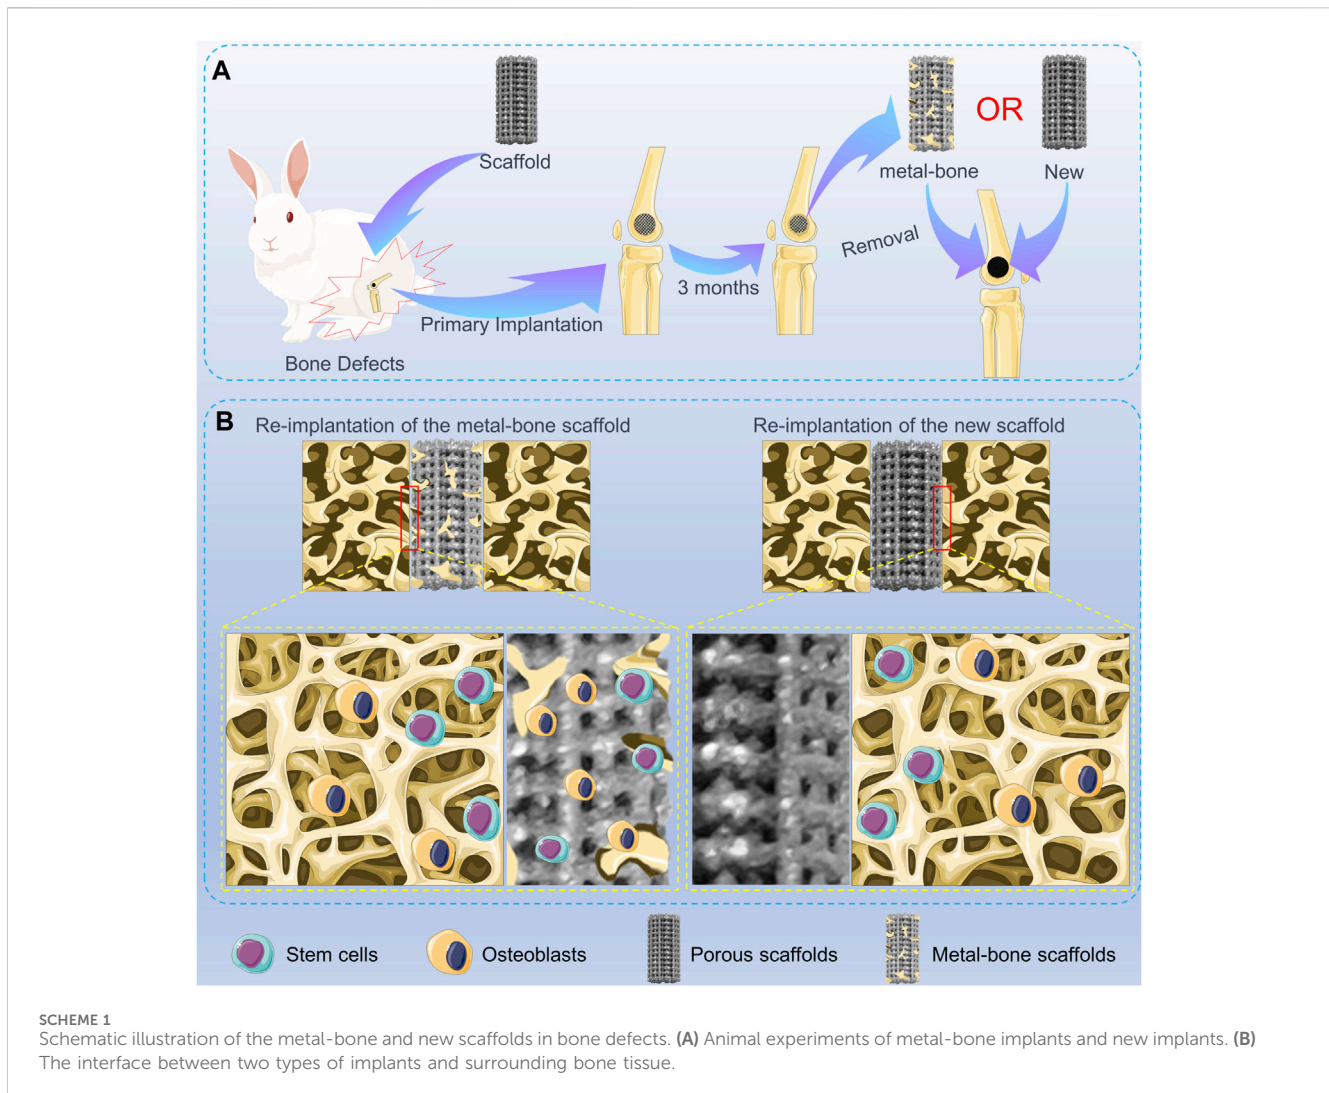 A
Scaffold
OR
metal-bone
New
Removal
3 months
Primary Implantation
Bone Defects
B
Re-implantation of the metal-bone scaffold
Re-implantation of the new scaffold
Stem cells
Osteoblasts
Porous scaffolds
Metal-bone scaffolds
SCHEME 1
Schematic illustration of the metal-bone and new scaffolds in bone defects. (A) Animal experiments of metal-bone implants and new implants. (B)
The interface between two types of implants and surrounding bone tissue.